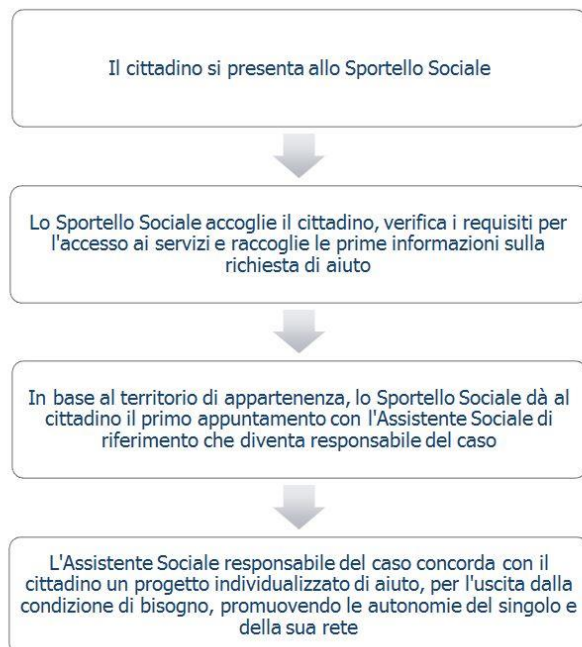 Il cittadino si presenta allo Sportello Sociale
Lo Sportello Sociale accoglie il cittadino, verifica i requisiti per
l'accesso ai servizi e raccoglie le prime informazioni sulla
richiesta di aiuto
In base al territorio di appartenenza, lo Sportello Sociale dà al
cittadino il primo appuntamento con l'Assistente Sociale di
riferimento che diventa responsabile del caso
L'Assistente Sociale responsabile del caso concorda con il
cittadino un progetto individualizzato di aiuto, per l'uscita dalla
condizione di bisogno, promuovendo le autonomie del singolo e
della sua rete